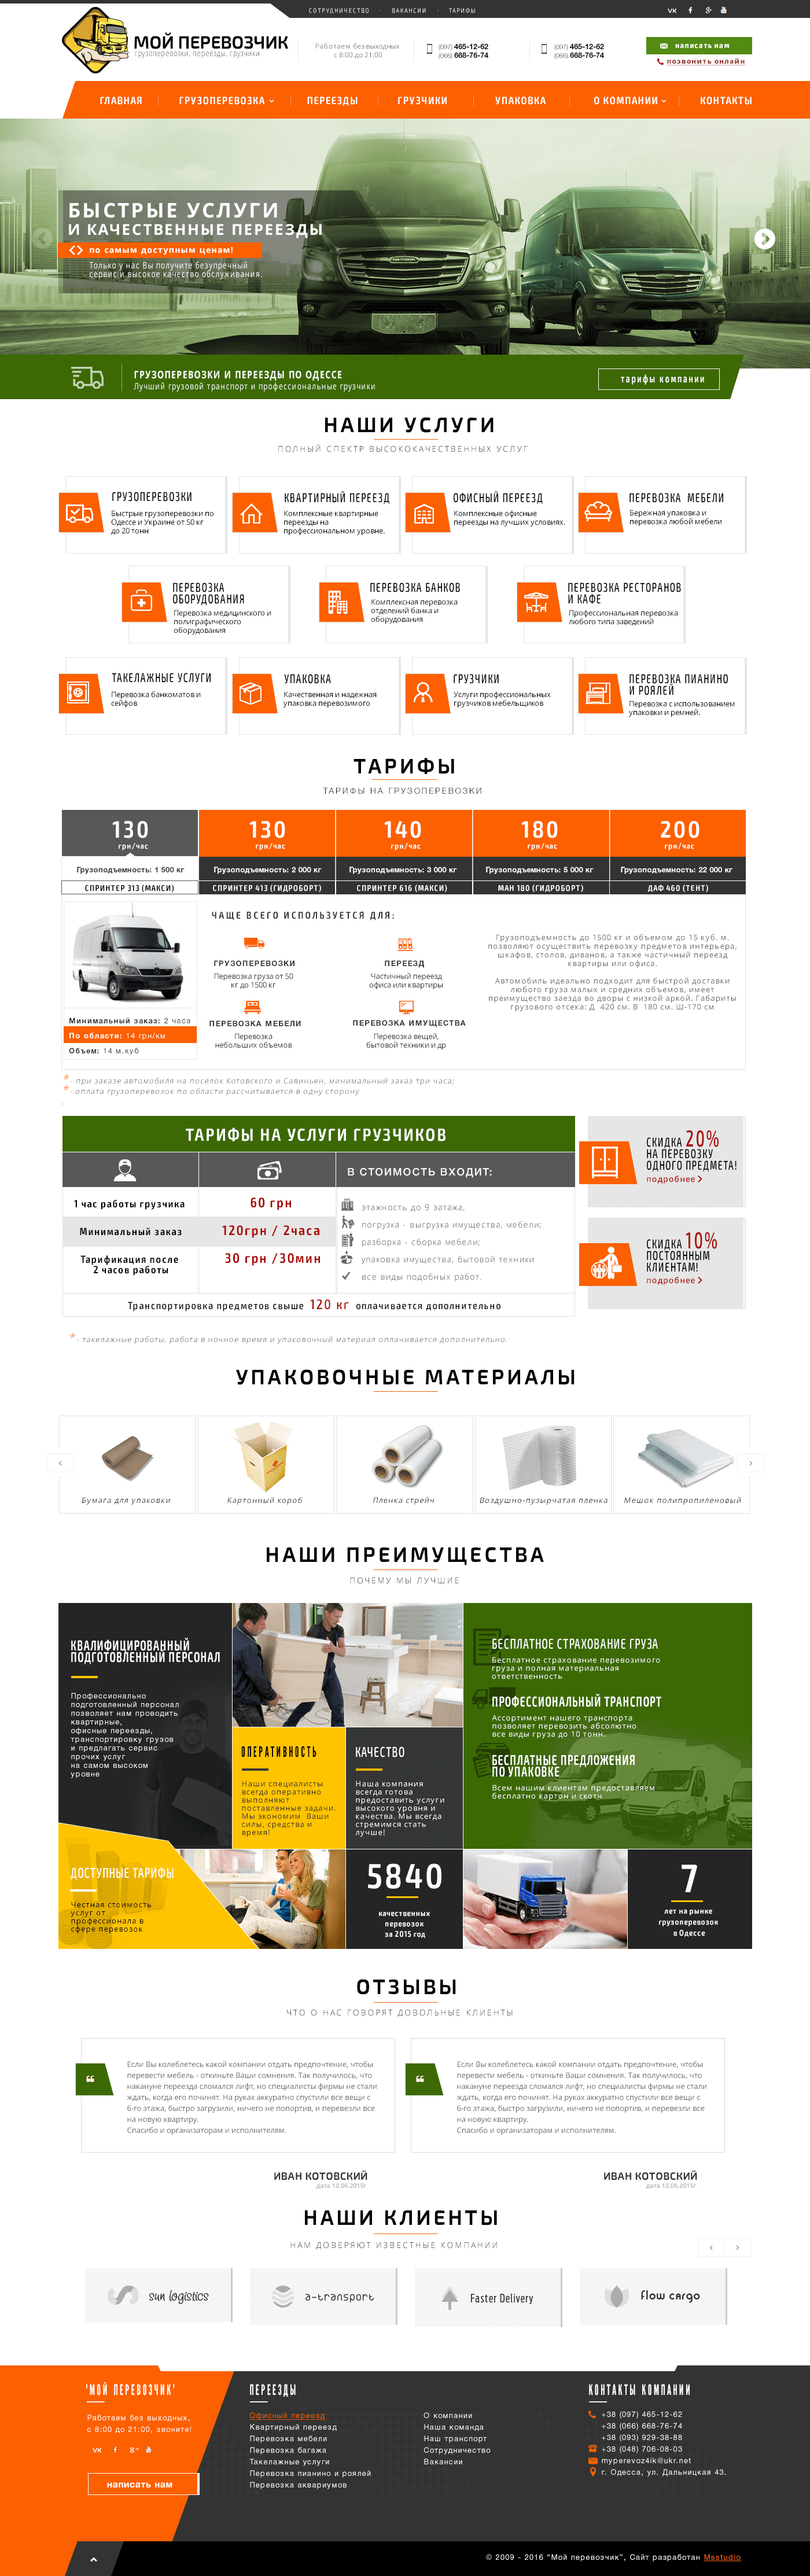 СОТРУДНИЧЕСТВО · ВАКАНСИИ · ТАРИФЫ
МОЙ ПЕРЕВОЗЧИК
грузоперевозки, переезды, грузчики
Работаем без выходных
с 8:00 до 21:00
(097) 465-12-62
(066) 668-76-74
(097) 465-12-62
(066) 668-76-74
написать нам
позвонить онлайн
ГЛАВНАЯ
ГРУЗОПЕРЕВОЗКА
ПЕРЕЕЗДЫ
ГРУЗЧИКИ
УПАКОВКА
О КОМПАНИИ
КОНТАКТЫ
БЫСТРЫЕ УСЛУГИ
И КАЧЕСТВЕННЫЕ ПЕРЕЕЗДЫ
по самым доступным ценам!
Только у нас Вы получите безупречный
сервис и высокое качество обслуживания.
ГРУЗОПЕРЕВОЗКИ И ПЕРЕЕЗДЫ ПО ОДЕССЕ
Лучший грузовой транспорт и профессиональные грузчики
тарифы компании
НАШИ УСЛУГИ
ПОЛНЫЙ СПЕКТР ВЫСОКОКАЧЕСТВЕННЫХ УСЛУГ
ГРУЗОПЕРЕВОЗКИ
Быстрые грузоперевозки по
Одессе и Украине от 50 кг
до 20 тонн
КВАРТИРНЫЙ ПЕРЕЕЗД
Комплексные квартирные
переезды на
профессиональном уровне.
ОФИСНЫЙ ПЕРЕЕЗД
Комплексные офисные
переезды на лучших условиях.
ПЕРЕВОЗКА МЕБЕЛИ
Бережная упаковка и
перевозка любой мебели
ПЕРЕВОЗКА
ОБОРУДОВАНИЯ
Перевозка медицинского и
полиграфического
оборудования
ПЕРЕВОЗКА БАНКОВ
Комплексная перевозка
отделений банка и
оборудования
ПЕРЕВОЗКА РЕСТОРАНОВ
И КАФЕ
Профессиональная перевозка
любого типа заведений
ТАКЕЛАЖНЫЕ УСЛУГИ
Перевозка банкоматов и
сейфов
УПАКОВКА
Качественная и надежная
упаковка перевозимого
ГРУЗЧИКИ
Услуги профессиональных
грузчиков мебельщиков
ПЕРЕВОЗКА ПИАНИНО
И РОЯЛЕЙ
Перевозка с использованием
упаковки и ремней.
ТАРИФЫ
ТАРИФЫ НА ГРУЗОПЕРЕВОЗКИ
130
грн/час
130
грн/час
140
грн/час
180
грн/час
200
грн/час
Грузоподъемность: 1 500 кг
Грузоподъемность: 2 000 кг
Грузоподъемность: 3 000 кг
Грузоподъемность: 5 000 кг
Грузоподъемность: 22 000 кг
СПРИНТЕР 313 (МАКСИ)
СПРИНТЕР 413 (ГИДРОБОРТ)
СПРИНТЕР 616 (МАКСИ)
МАН 180 (ГИДРОБОРТ)
ДАФ 460 (ТЕНТ)
Минимальный заказ: 2 часа
По области: 14 грн/км
Объем: 14 м.куб
ЧАЩЕ ВСЕГО ИСПОЛЬЗУЕТСЯ ДЛЯ:
ГРУЗОПЕРЕВОЗКИ
Перевозка груза от 50
кг до 1500 кг
ПЕРЕЕЗД
Частичный переезд
офиса или квартиры
ПЕРЕВОЗКА МЕБЕЛИ
Перевозка
небольших объемов
ПЕРЕВОЗКА ИМУЩЕСТВА
Перевозка вещей,
бытовой техники и др
Грузоподъемность до 1500 кг и объемом до 15 куб. м.
позволяют осуществить перевозку предметов интерьера,
шкафов, столов, диванов, а также частичный переезд
квартиры или офиса.
Автомобиль идеально подходит для быстрой доставки
любого груза малых и средних объемов, имеет
преимущество заезда во дворы с низкой аркой. Габариты
грузового отсека: Д 420 см. В 180 см. Ш-170 см
* - при заказе автомобиля на посёлок Котовского и Савиньен, минимальный заказ три часа;
* - оплата грузоперевозок по области рассчитывается в одну сторону
ТАРИФЫ НА УСЛУГИ ГРУЗЧИКОВ
В СТОИМОСТЬ ВХОДИТ:
1 час работы грузчика
60 грн
Минимальный заказ
120грн / 2часа
Тарификация после
2 часов работы
30 грн /30мин
этажность до 9 этажа,
погрузка - выгрузка имущества, мебели;
разборка - сборка мебели;
упаковка имущества, бытовой техники
все виды подобных работ.
Транспортировка предметов свыше 120 кг оплачивается дополнительно
СКИДКА 20%
НА ПЕРЕВОЗКУ
ОДНОГО ПРЕДМЕТА!
подробнее
СКИДКА 10%
ПОСТОЯННЫМ
КЛИЕНТАМ!
подробнее
* - такелажные работы, работа в ночное время и упаковочный материал оплачивается дополнительно.
УПАКОВОЧНЫЕ МАТЕРИАЛЫ
Бумага для упаковки
Картонный короб
Пленка стрейч
Воздушно-пузырчатая пленка
Мешок полипропиленовый
НАШИ ПРЕИМУЩЕСТВА
ПОЧЕМУ МЫ ЛУЧШИЕ
КВАЛИФИЦИРОВАННЫЙ
ПОДГОТОВЛЕННЫЙ ПЕРСОНАЛ
Профессионально
подготовленный персонал
позволяет нам проводить
квартирные,
офисные переезды,
транспортировку грузов
и предлагать сервис
прочих услуг
на самом высоком
уровне
ОПЕРАТИВНОСТЬ
Наши специалисты
всегда оперативно
выполняют
поставленные задачи.
Мы экономим Ваши
силы, средства и
время!
КАЧЕСТВО
Наша компания
всегда готова
предоставить услуги
высокого уровня и
качества. Мы всегда
стремимся стать
лучше!
БЕСПЛАТНОЕ СТРАХОВАНИЕ ГРУЗА
Бесплатное страхование перевозимого
груза и полная материальная
ответственность
ПРОФЕССИОНАЛЬНЫЙ ТРАНСПОРТ
Ассортимент нашего транспорта
позволяет перевозить абсолютно
все виды груза до 10 тонн.
БЕСПЛАТНЫЕ ПРЕДЛОЖЕНИЯ
ПО УПАКОВКЕ
Всем нашим клиентам предоставляем
бесплатно картон и скотч
ДОСТУПНЫЕ ТАРИФЫ
Честная стоимость
услуг от
профессионала в
сфере перевозок
5840
качественных
перевозок
за 2015 год
7
лет на рынке
грузоперевозок
в Одессе
ОТЗЫВЫ
ЧТО О НАС ГОВОРЯТ ДОВОЛЬНЫЕ КЛИЕНТЫ
Если Вы колеблетесь какой компании отдать предпочтение, чтобы
перевезти мебель - откиньте Ваши сомнения. Так получилось, что
накануне переезда сломался лифт, но специалисты фирмы не стали
ждать, когда его починят. На руках аккуратно спустили все вещи с
6-го этажа, быстро загрузили, ничего не попортив, и перевезли все
на новую квартиру.
Спасибо и организаторам и исполнителям.
ИВАН КОТОВСКИЙ
дата 12.06.2015г
Если Вы колеблетесь какой компании отдать предпочтение, чтобы
перевезти мебель - откиньте Ваши сомнения. Так получилось, что
накануне переезда сломался лифт, но специалисты фирмы не стали
ждать, когда его починят. На руках аккуратно спустили все вещи с
6-го этажа, быстро загрузили, ничего не попортив, и перевезли все
на новую квартиру.
Спасибо и организаторам и исполнителям.
ИВАН КОТОВСКИЙ
дата 12.06.2015г
НАШИ КЛИЕНТЫ
НАМ ДОВЕРЯЮТ ИЗВЕСТНЫЕ КОМПАНИИ
sun logistics
a-transport
Faster Delivery
flow cargo
"МОЙ ПЕРЕВОЗЧИК"
Работаем без выходных,
с 8:00 до 21:00, звоните!
написать нам
ПЕРЕЕЗДЫ
Офисный переезд
Квартирный переезд
Перевозка мебели
Перевозка багажа
Такелажные услуги
Перевозка пианино и роялей
Перевозка аквариумов
О компании
Наша команда
Наш транспорт
Сотрудничество
Вакансии
КОНТАКТЫ КОМПАНИИ
+38 (097) 465-12-62
+38 (066) 668-76-74
+38 (093) 929-38-88
+38 (048) 706-08-03
myperevoz4ik@ukr.net
г. Одесса, ул. Дальницкая 43.
© 2009 - 2016 "Мой перевозчик", Сайт разработан Msstudio